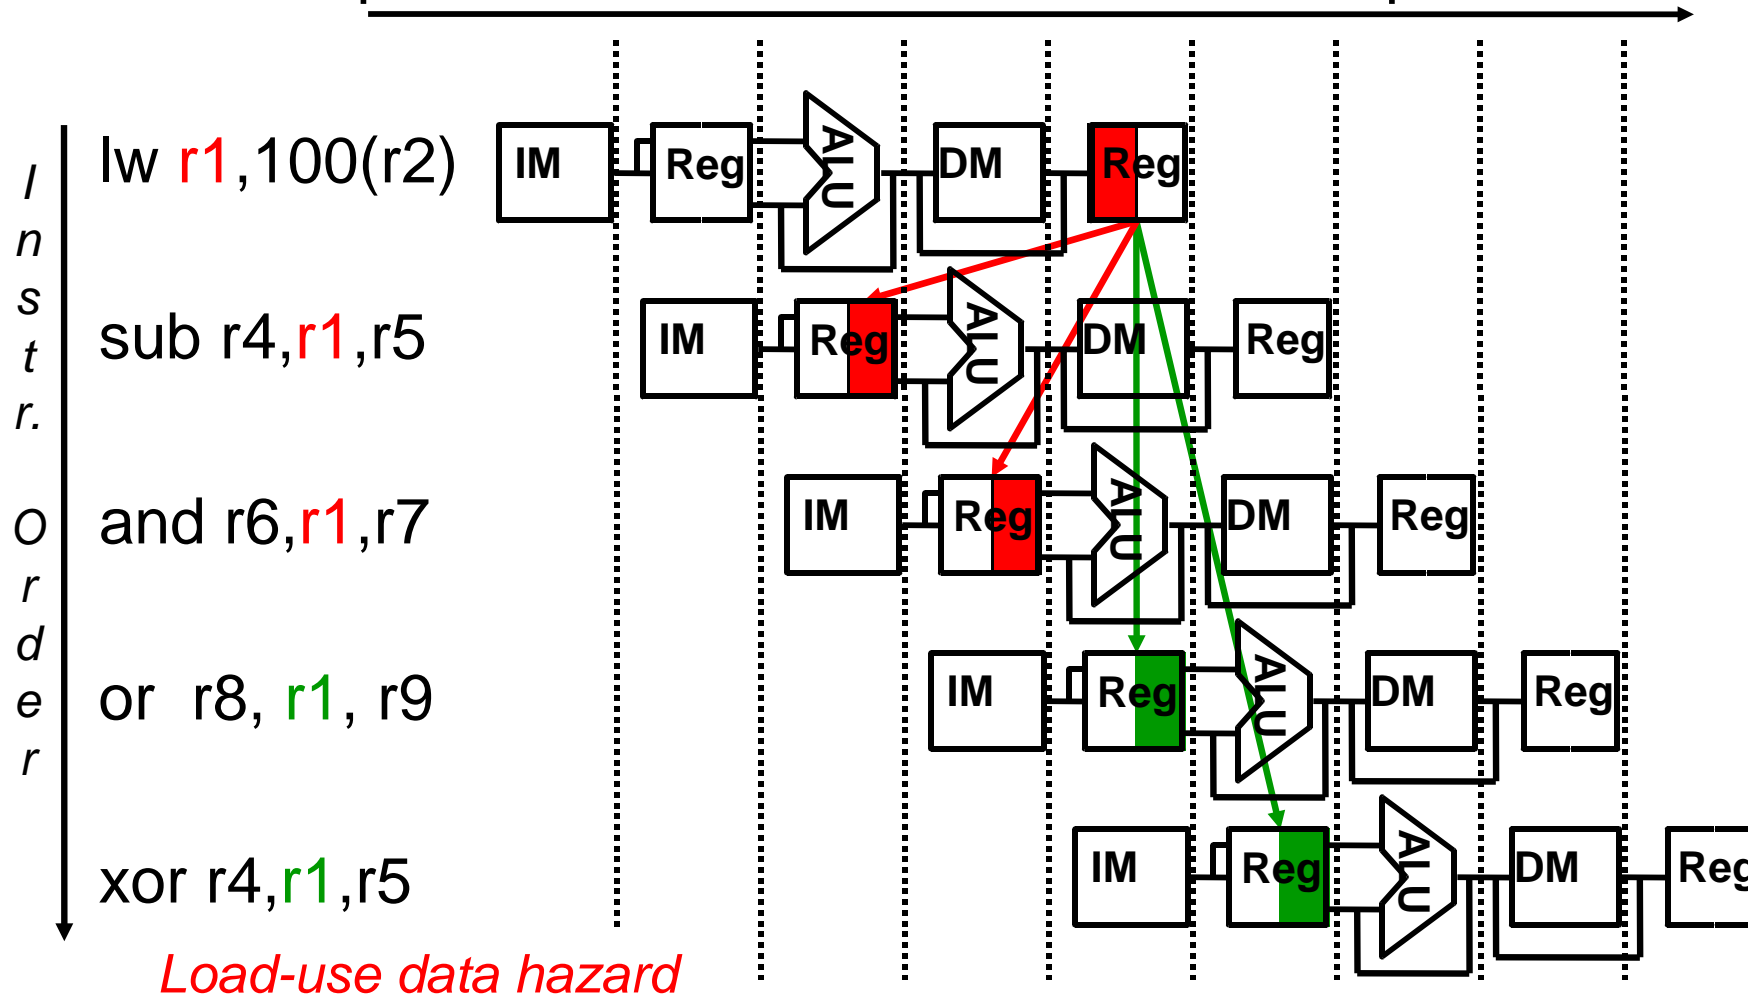 Instr. Order
lw r1,100(r2)
IM Reg ALU DM Reg
sub r4,r1,r5
IM Reg ALU DM Reg
and r6,r1,r7
IM Reg ALU DM Reg
or r8, r1, r9
IM Reg ALU DM Reg
xor r4,r1,r5
IM Reg ALU DM Reg
Load-use data hazard